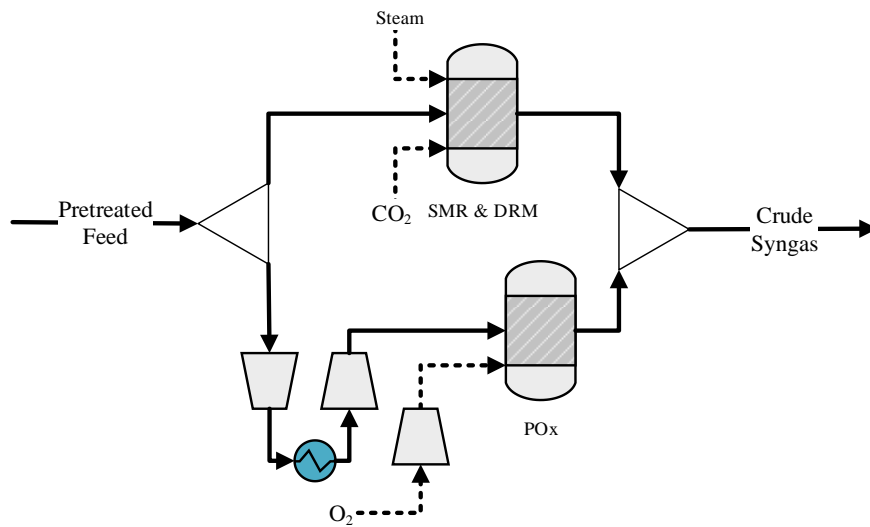 Steam
CO₂
SMR & DRM
Pretreated
Feed
Crude
Syngas
POx
O₂